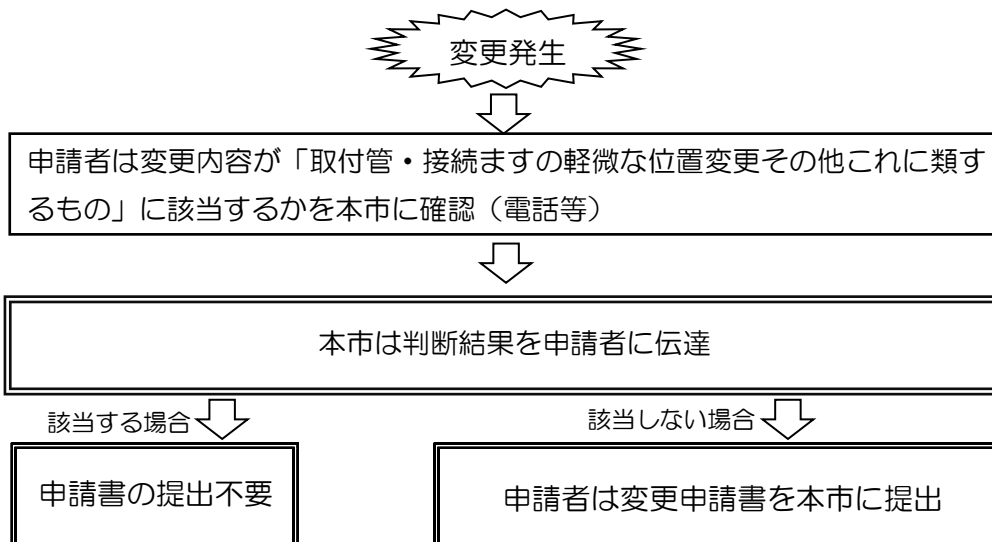 変更発生
申請者は変更内容が「取付管・接続ますの軽微な位置変更その他これに類す
るもの」に該当するかを本市に確認（電話等）
本市は判断結果を申請者に伝達
該当する場合
該当しない場合
申請書の提出不要
申請者は変更申請書を本市に提出